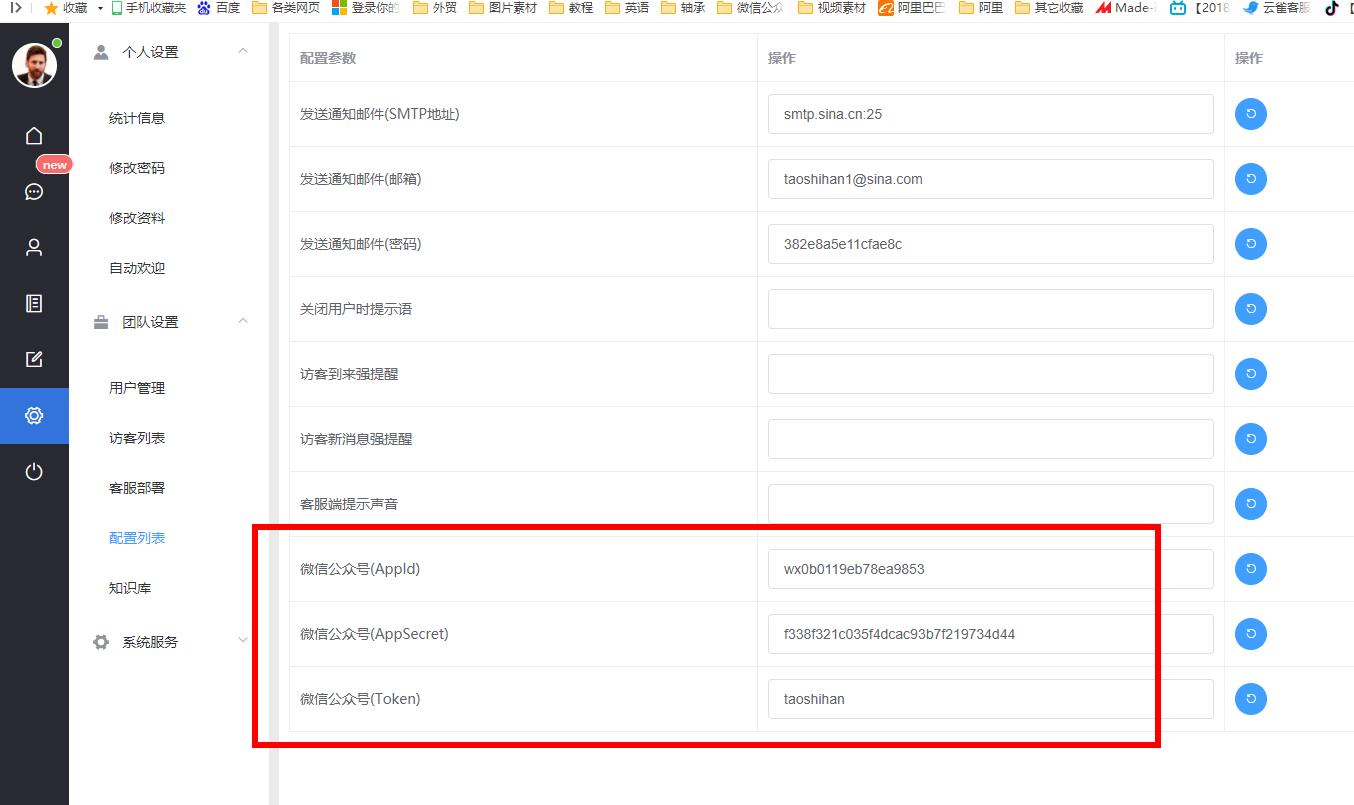 收藏 手机收藏夹 百度 各类网页 登录你的 外贸 图片素材 教程 英语 轴承 微信公众 视频素材 阿里巴巴 阿里 其它收藏 Made-i 【2018 云雀客服
个人设置
统计信息
修改密码
修改资料
自动欢迎
团队设置
用户管理
访客列表
客服部署
配置列表
知识库
系统服务
new
配置参数 操作 操作
发送通知邮件(SMTP地址) smtp.sina.cn:25
发送通知邮件(邮箱) taoshihan1@sina.com
发送通知邮件(密码) 382e8a5e11cfae8c
关闭用户时提示语
访客到来强提醒
访客新消息强提醒
客服端提示声音
微信公众号(AppId) wx0b0119eb78ea9853
微信公众号(AppSecret) f338f321c035f4dcac93b7f219734d44
微信公众号(Token) taoshihan